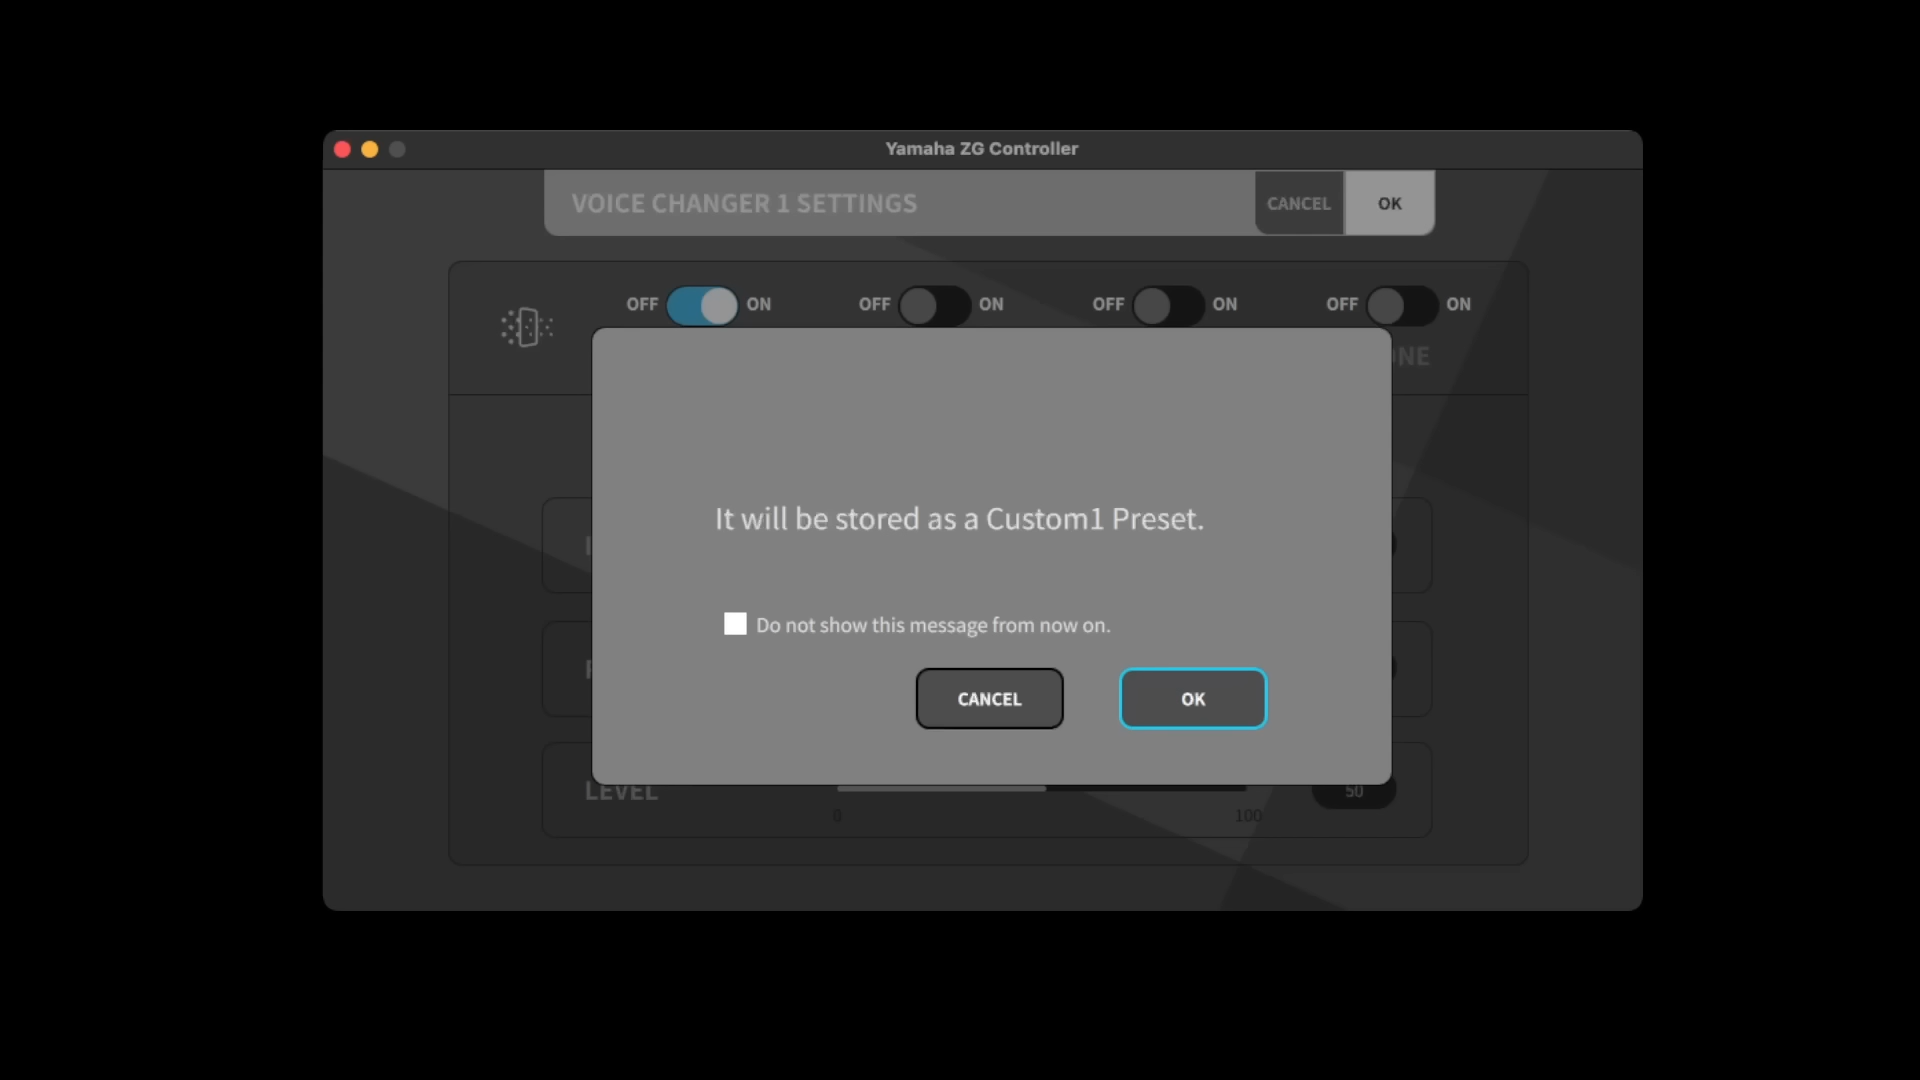 Yamaha ZG Controller
VOICE CHANGER 1 SETTINGS
CANCEL OK
OFF ON OFF ON OFF ON OFF ON
It will be stored as a Custom1 Preset.
Do not show this message from now on.
CANCEL OK
LEVEL 50
0 100